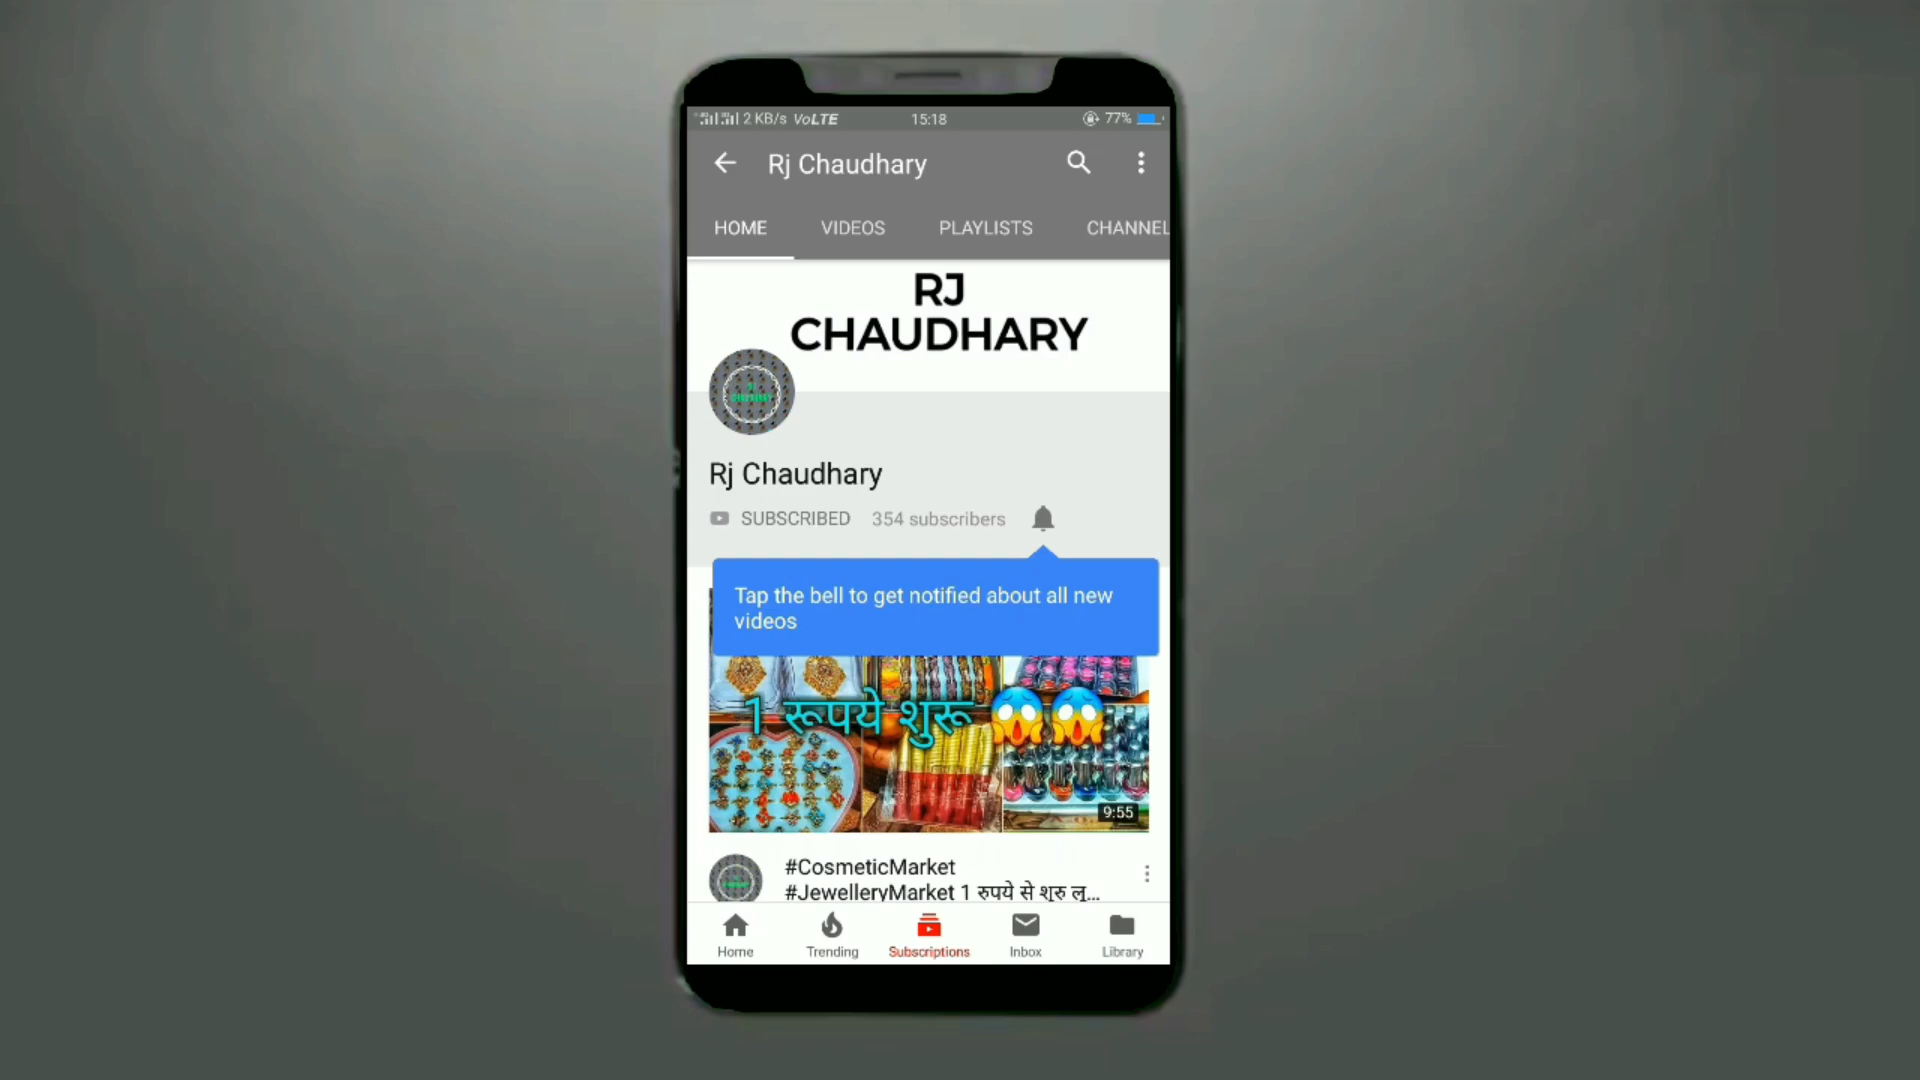 2 KB/s VoLTE 15:18 77%
Rj Chaudhary
HOME VIDEOS PLAYLISTS CHANNEL
RJ
CHAUDHARY
Rj Chaudhary
SUBSCRIBED 354 subscribers
Tap the bell to get notified about all new
videos
1 रूपये शुरू
9:55
#CosmeticMarket
#JewelleryMarket 1 रुपये से शुरु लू...
Home Trending Subscriptions Inbox Library